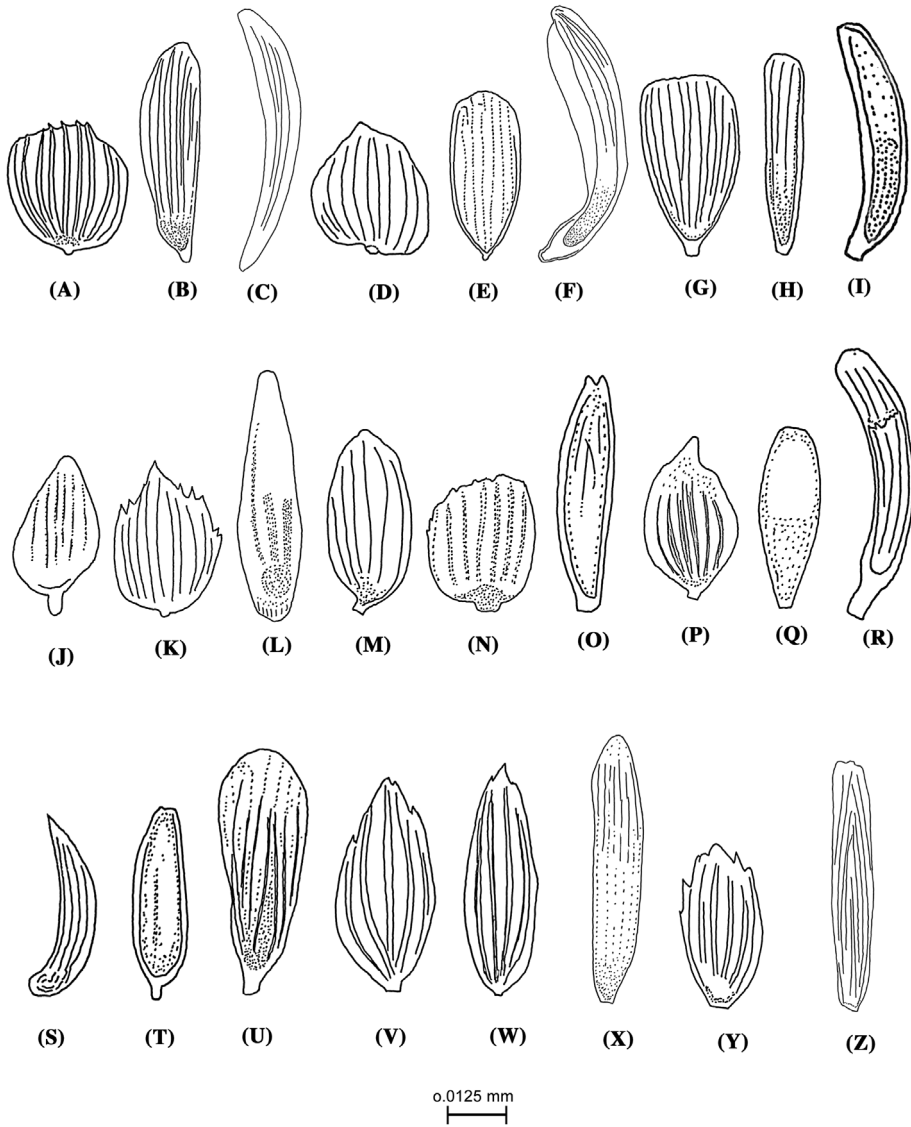 (A) (B) (C) (D) (E) (F) (G) (H) (I)
(J) (K) (L) (M) (N) (O) (P) (Q) (R)
(S) (T) (U) (V) (W) (X) (Y) (Z)
o.0125 mm